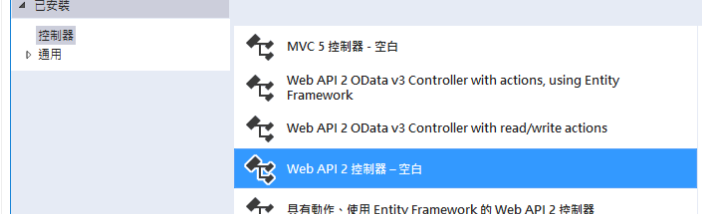 已安裝
控制器
通用
MVC 5 控制器 - 空白
Web API 2 OData v3 Controller with actions, using Entity
Framework
Web API 2 OData v3 Controller with read/write actions
Web API 2 控制器 – 空白
具有動作、使用 Entity Framework 的 Web API 2 控制器